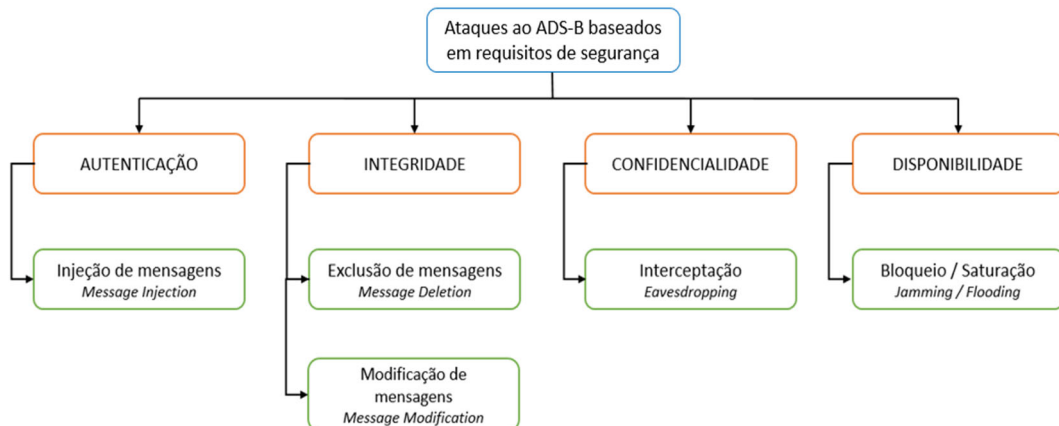 Ataques ao ADS-B baseados
em requisitos de segurança
AUTENTICAÇÃO
INTEGRIDADE
CONFIDENCIALIDADE
DISPONIBILIDADE
Injeção de mensagens
Message Injection
Exclusão de mensagens
Message Deletion
Interceptação
Eavesdropping
Bloqueio / Saturação
Jamming / Flooding
Modificação de
mensagens
Message Modification